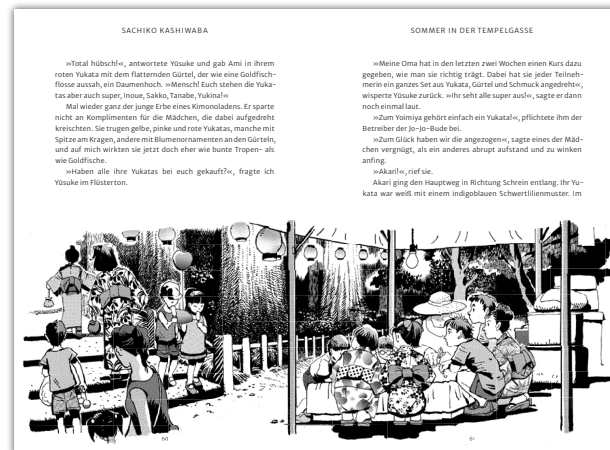 SACHIKO KASHIWABA
»Total hübsch!«, antwortete Yūsuke und gab Ami in ihrem
roten Yukata mit dem flatternden Gürtel, der wie eine Goldfisch-
flosse aussah, ein Daumenhoch. »Mensch! Euch stehen die Yuka-
tas aber auch super, Inoue, Sakko, Tanabe, Yukina!«
Mal wieder ganz der junge Erbe eines Kimonoladens. Er sparte
nicht an Komplimenten für die Mädchen, die dabei aufgedreht
kreischten. Sie trugen gelbe, pinke und rote Yukatas, manche mit
Spitze am Kragen, andere mit Blumenornamenten an den Gürteln,
und auf mich wirkten sie jetzt doch eher wie bunte Tropen- als
wie Goldfische.
»Haben alle ihre Yukatas bei euch gekauft?«, fragte ich
Yūsuke im Flüsterton.
60
SOMMER IN DER TEMPELGASSE
»Meine Oma hat in den letzten zwei Wochen einen Kurs dazu
gegeben, wie man sie richtig trägt. Dabei hat sie jeder Teilneh-
merin ein ganzes Set aus Yukata, Gürtel und Schmuck angedreht«,
wisperte Yūsuke zurück. »Ihr seht alle super aus!«, sagte er dann
noch einmal laut.
»Zum Yoimiya gehört einfach ein Yukata!«, pflichtete ihm der
Betreiber der Jo-Jo-Bude bei.
»Zum Glück haben wir die angezogen«, sagte eines der Mäd-
chen vergnügt, als ein anderes abrupt aufstand und zu winken
anfing.
»Akari!«, rief sie.
Akari ging den Hauptweg in Richtung Schrein entlang. Ihr Yu-
kata war weiß mit einem indigoblauen Schwertlilienmuster. Im
61